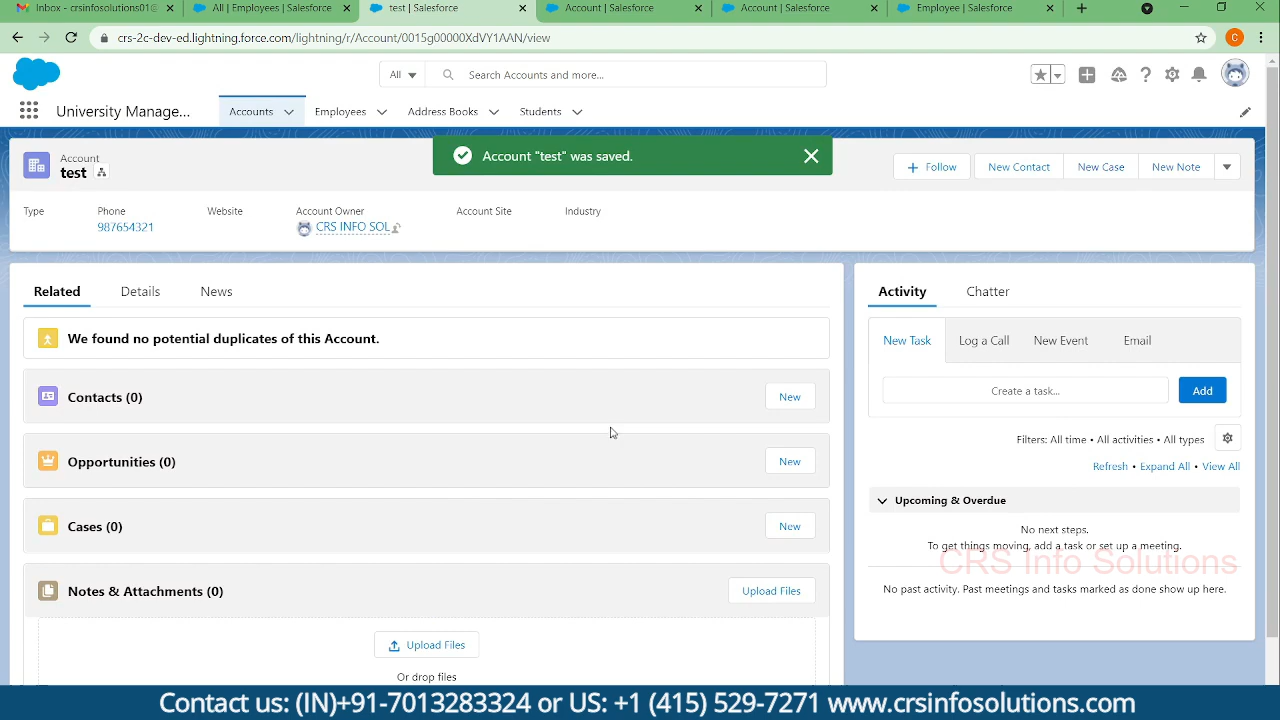 Inbox - crsinfosolutions01@
All | Employees | Salesforce
test | Salesforce
Account | Salesforce
Account | Salesforce
Employee | Salesforce
crs-2c-dev-ed.lightning.force.com/lightning/r/Account/0015g00000XdVY1AAN/view
C
All
Search Accounts and more...
University Manage...
Accounts
Employees
Address Books
Students
Account
test
Account "test" was saved.
Follow
New Contact
New Case
New Note
Type
Phone
Website
Account Owner
Account Site
Industry
987654321
CRS INFO SOL
Related
Details
News
Activity
Chatter
We found no potential duplicates of this Account.
New Task
Log a Call
New Event
Email
Contacts (0)
New
Create a task...
Add
Filters: All time • All activities • All types
Opportunities (0)
New
Refresh • Expand All • View All
Upcoming & Overdue
Cases (0)
New
No next steps.
To get things moving, add a task or set up a meeting.
CRS Info Solutions
Notes & Attachments (0)
Upload Files
No past activity. Past meetings and tasks marked as done show up here.
Upload Files
Or drop files
Contact us: (IN)+91-7013283324 or US: +1 (415) 529-7271 www.crsinfosolutions.com